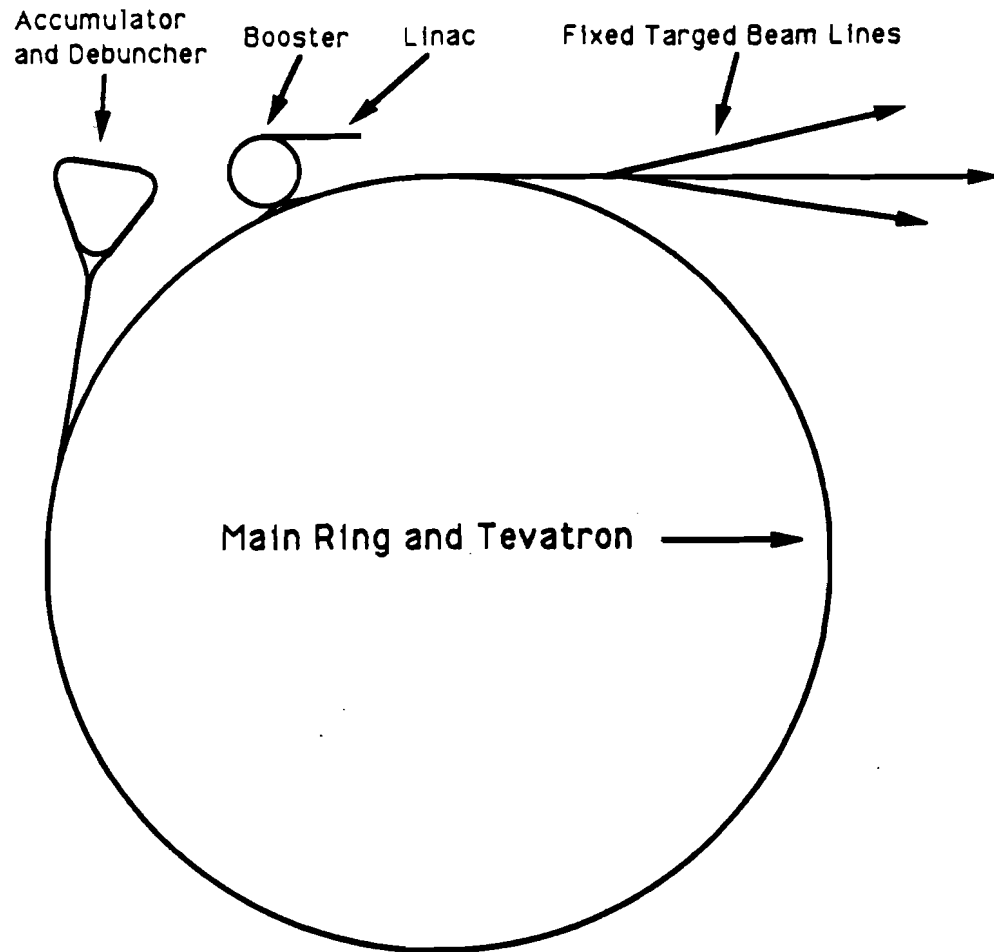 Accumulator
and Debuncher
Booster
Linac
Fixed Targed Beam Lines
Main Ring and Tevatron